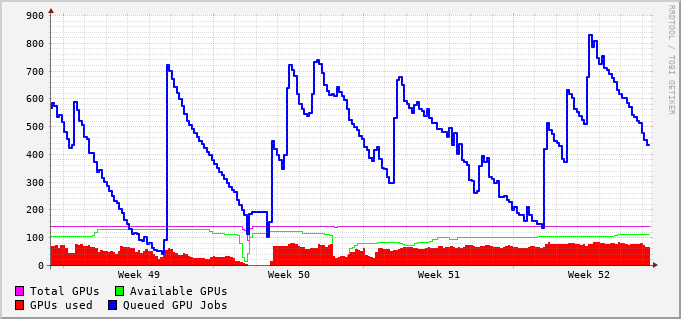 RRDTOOL / TOBI OETIKER
900
800
700
600
500
400
300
200
100
0
Week 49 Week 50 Week 51 Week 52
Total GPUs Available GPUs
GPUs used Queued GPU Jobs